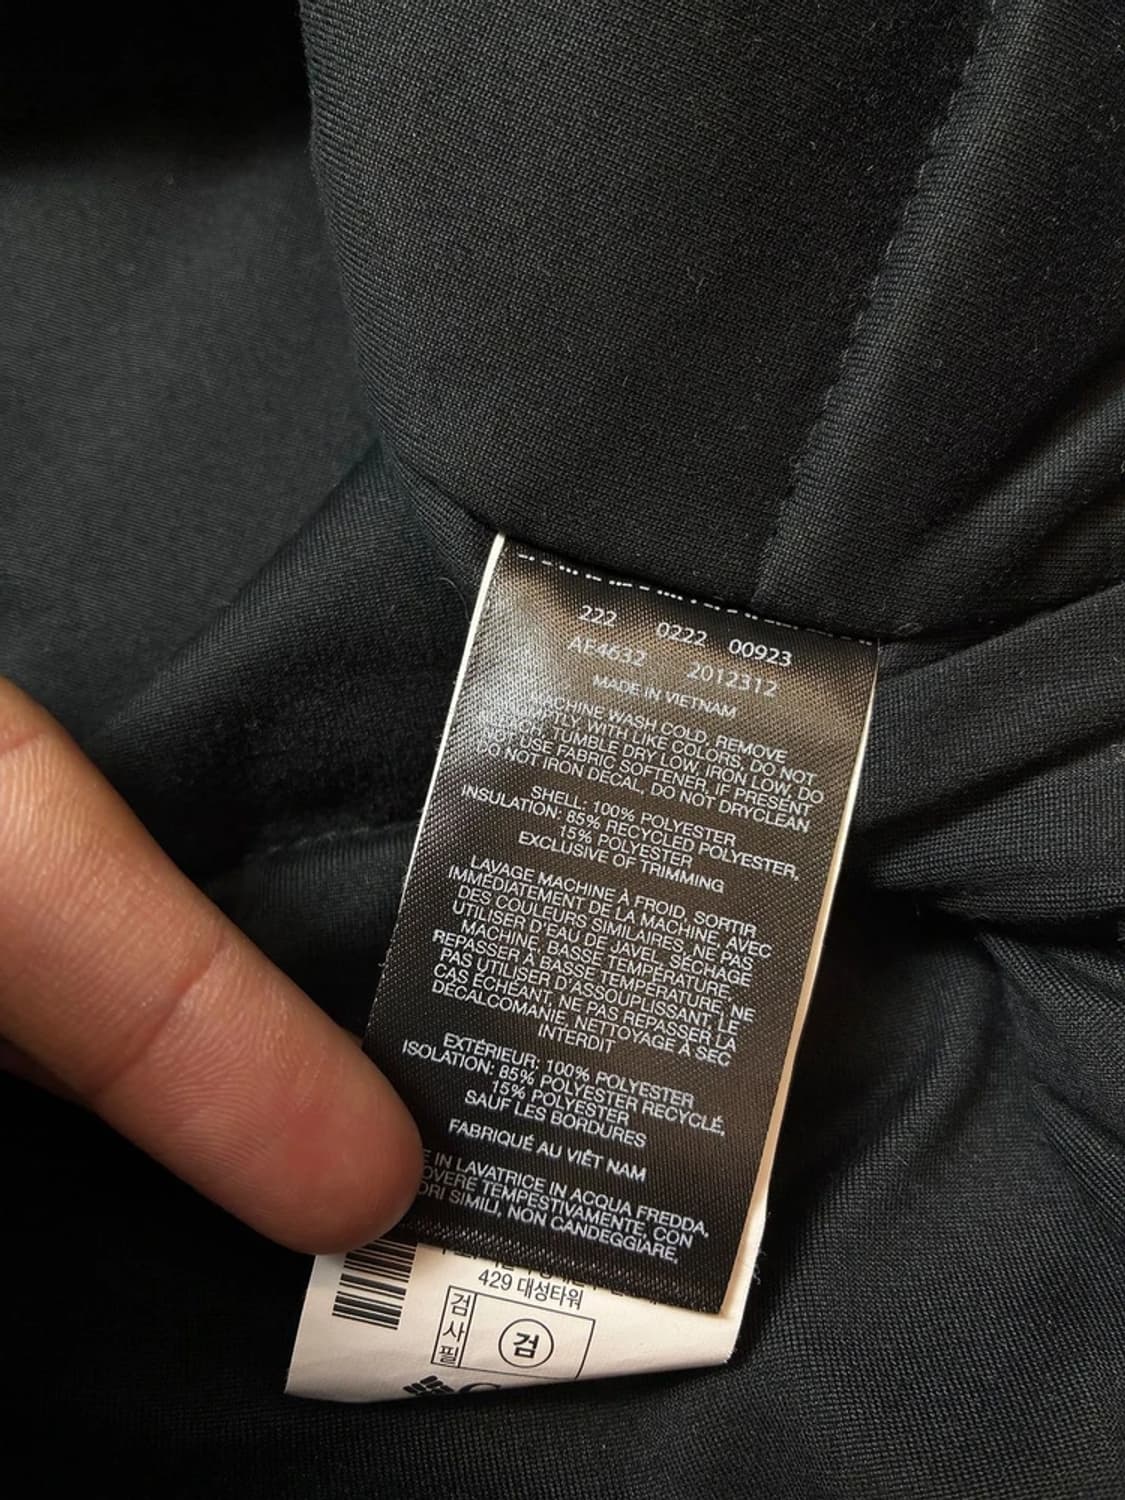 222 0222 00923
AF4632 2012312
MADE IN VIETNAM
WASH COLD, REMOVE
WITH LIKE COLORS, DO NOT
TUMBLE DRY LOW, IRON LOW, DO
NOT USE FABRIC SOFTENER, IF PRESENT
NOT IRON DECAL, DO NOT DRYCLEAN
SHELL: 100% POLYESTER
INSULATION: 85% RECYCLED POLYESTER,
15% POLYESTER
EXCLUSIVE OF TRIMMING
LAVAGE MACHINE À FROID, SORTIR
IMMÉDIATEMENT DE LA MACHINE, AVEC
DES COULEURS SIMILAIRES, NE PAS
UTILISER D'EAU DE JAVEL, SÉCHAGE
MACHINE, BASSE TEMPÉRATURE,
REPASSER À BASSE TEMPÉRATURE, NE
PAS UTILISER D'ASSOUPLISSANT, LE
CAS ÉCHÉANT, NE PAS REPASSER LA
DÉCALCOMANIE, NETTOYAGE À SEC
INTERDIT
EXTÉRIEUR: 100% POLYESTER
ISOLATION: 85% POLYESTER RECYCLÉ,
15% POLYESTER
SAUF LES BORDURES
FABRIQUÉ AU VIÊT NAM
IN LAVATRICE IN ACQUA FREDDA,
TEMPESTIVAMENTE, CON
SIMILI, NON CANDEGGIARE,
429 대성타워
검사필 검